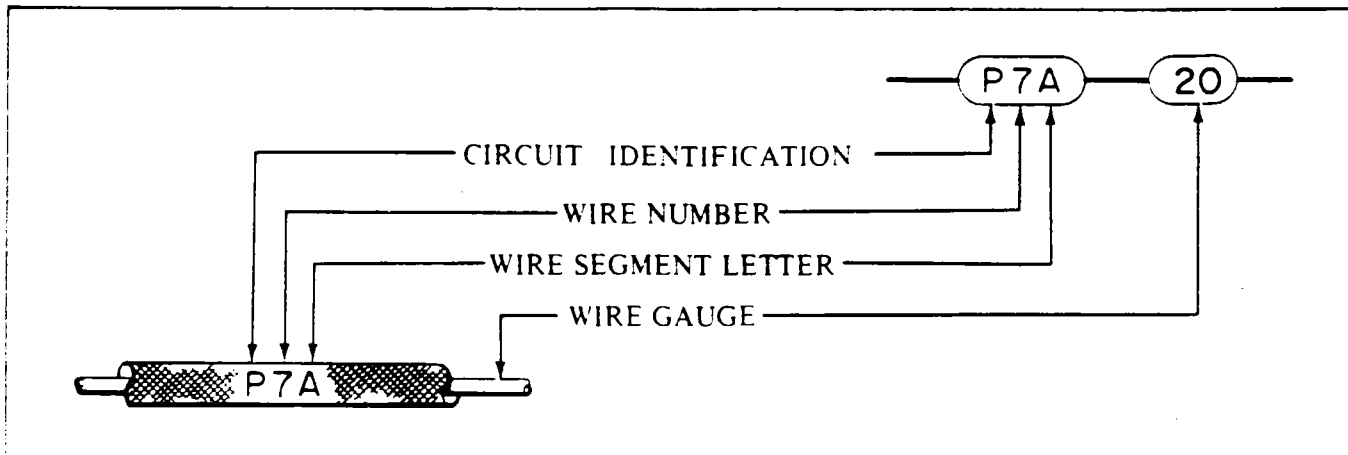 P7A 20
CIRCUIT IDENTIFICATION
WIRE NUMBER
WIRE SEGMENT LETTER
WIRE GAUGE
P7A